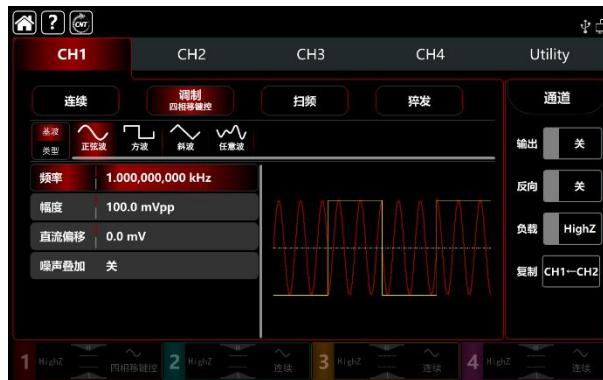 ? CNT
CH1 CH2 CH3 CH4 Utility
连续 调制 扫频 猝发 通道
四相移键控
基波
类型 正弦波 方波 斜波 任意波
输出 关
频率 1.000,000,000 kHz
反向 关
幅度 100.0 mVpp
直流偏移 0.0 mV
负载 HighZ
噪声叠加 关
复制 CH1←CH2
1 HighZ 四相移键控 2 HighZ 连续 3 HighZ 连续 4 HighZ 连续